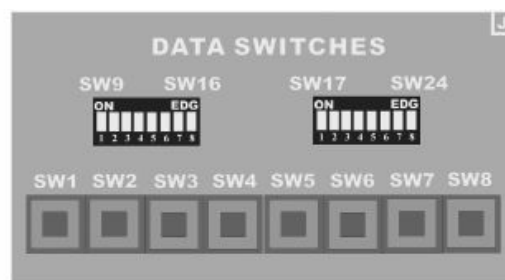 J
DATA SWITCHES
SW9 SW16 SW17 SW24
ON EDG ON EDG
1 2 3 4 5 6 7 8 1 2 3 4 5 6 7 8
SW1 SW2 SW3 SW4 SW5 SW6 SW7 SW8